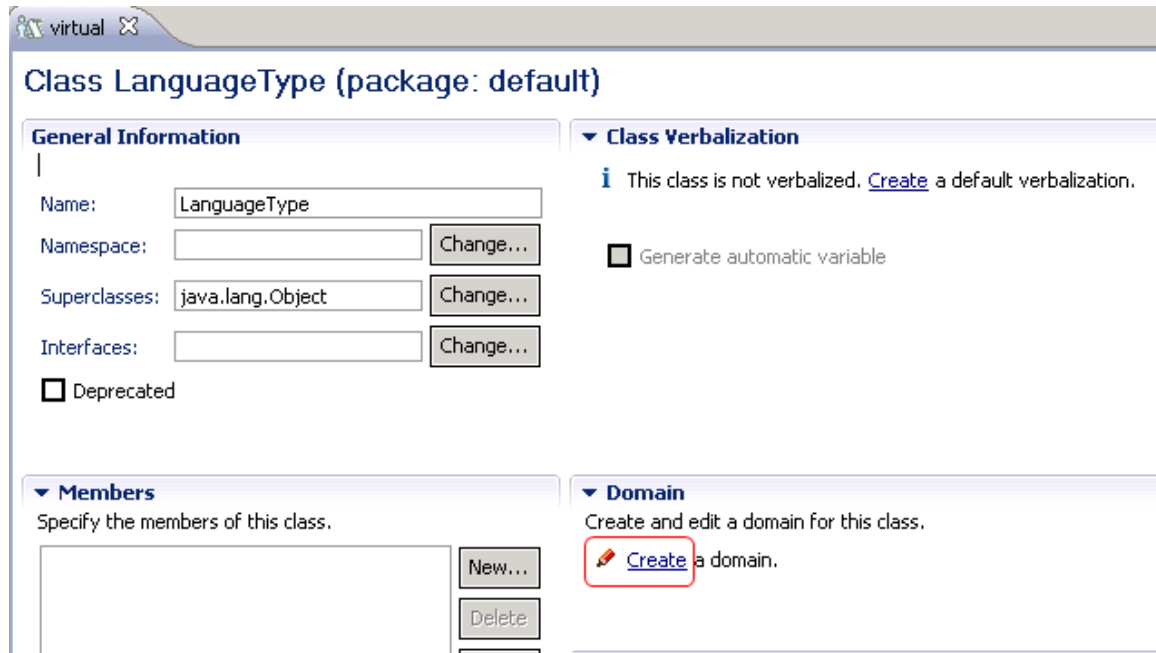 virtual
Class LanguageType (package: default)
General Information
Name: LanguageType
Namespace: Change...
Superclasses: java.lang.Object Change...
Interfaces: Change...
Deprecated
Class Verbalization
This class is not verbalized. Create a default verbalization.
Generate automatic variable
Members
Specify the members of this class.
New...
Delete
Domain
Create and edit a domain for this class.
Create a domain.